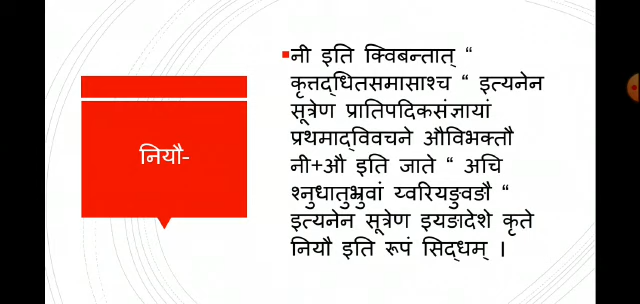 नियौ-
नी इति क्विबन्तात् “
कृत्तद्धितसमासाश्च “ इत्यनेन
सूत्रेण प्रातिपदिकसंज्ञायां
प्रथमाद्विवचने औविभक्तौ
नी+औ इति जाते “ अचि
श्नुधातुभ्रुवां य्वरियङुवङौ “
इत्यनेन सूत्रेण इयङादेशे कृते
नियौ इति रूपं सिद्धम् ।